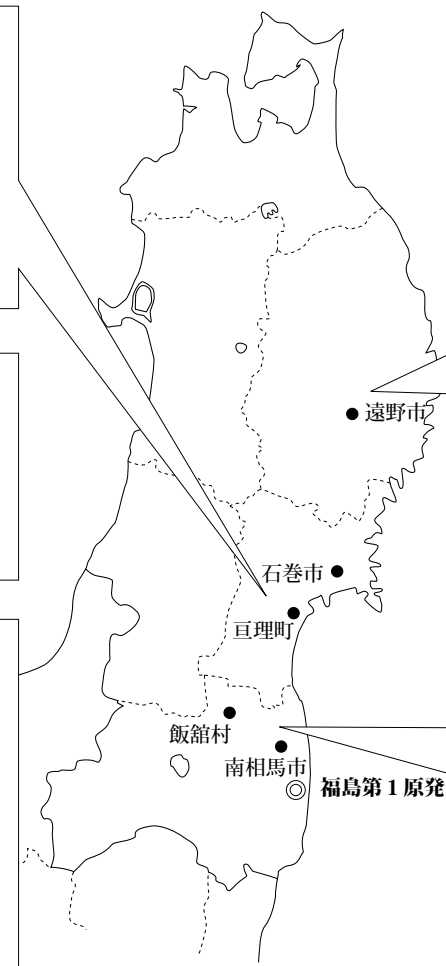 遠野市
石巻市
亘理町
飯舘村
南相馬市
福島第1原発